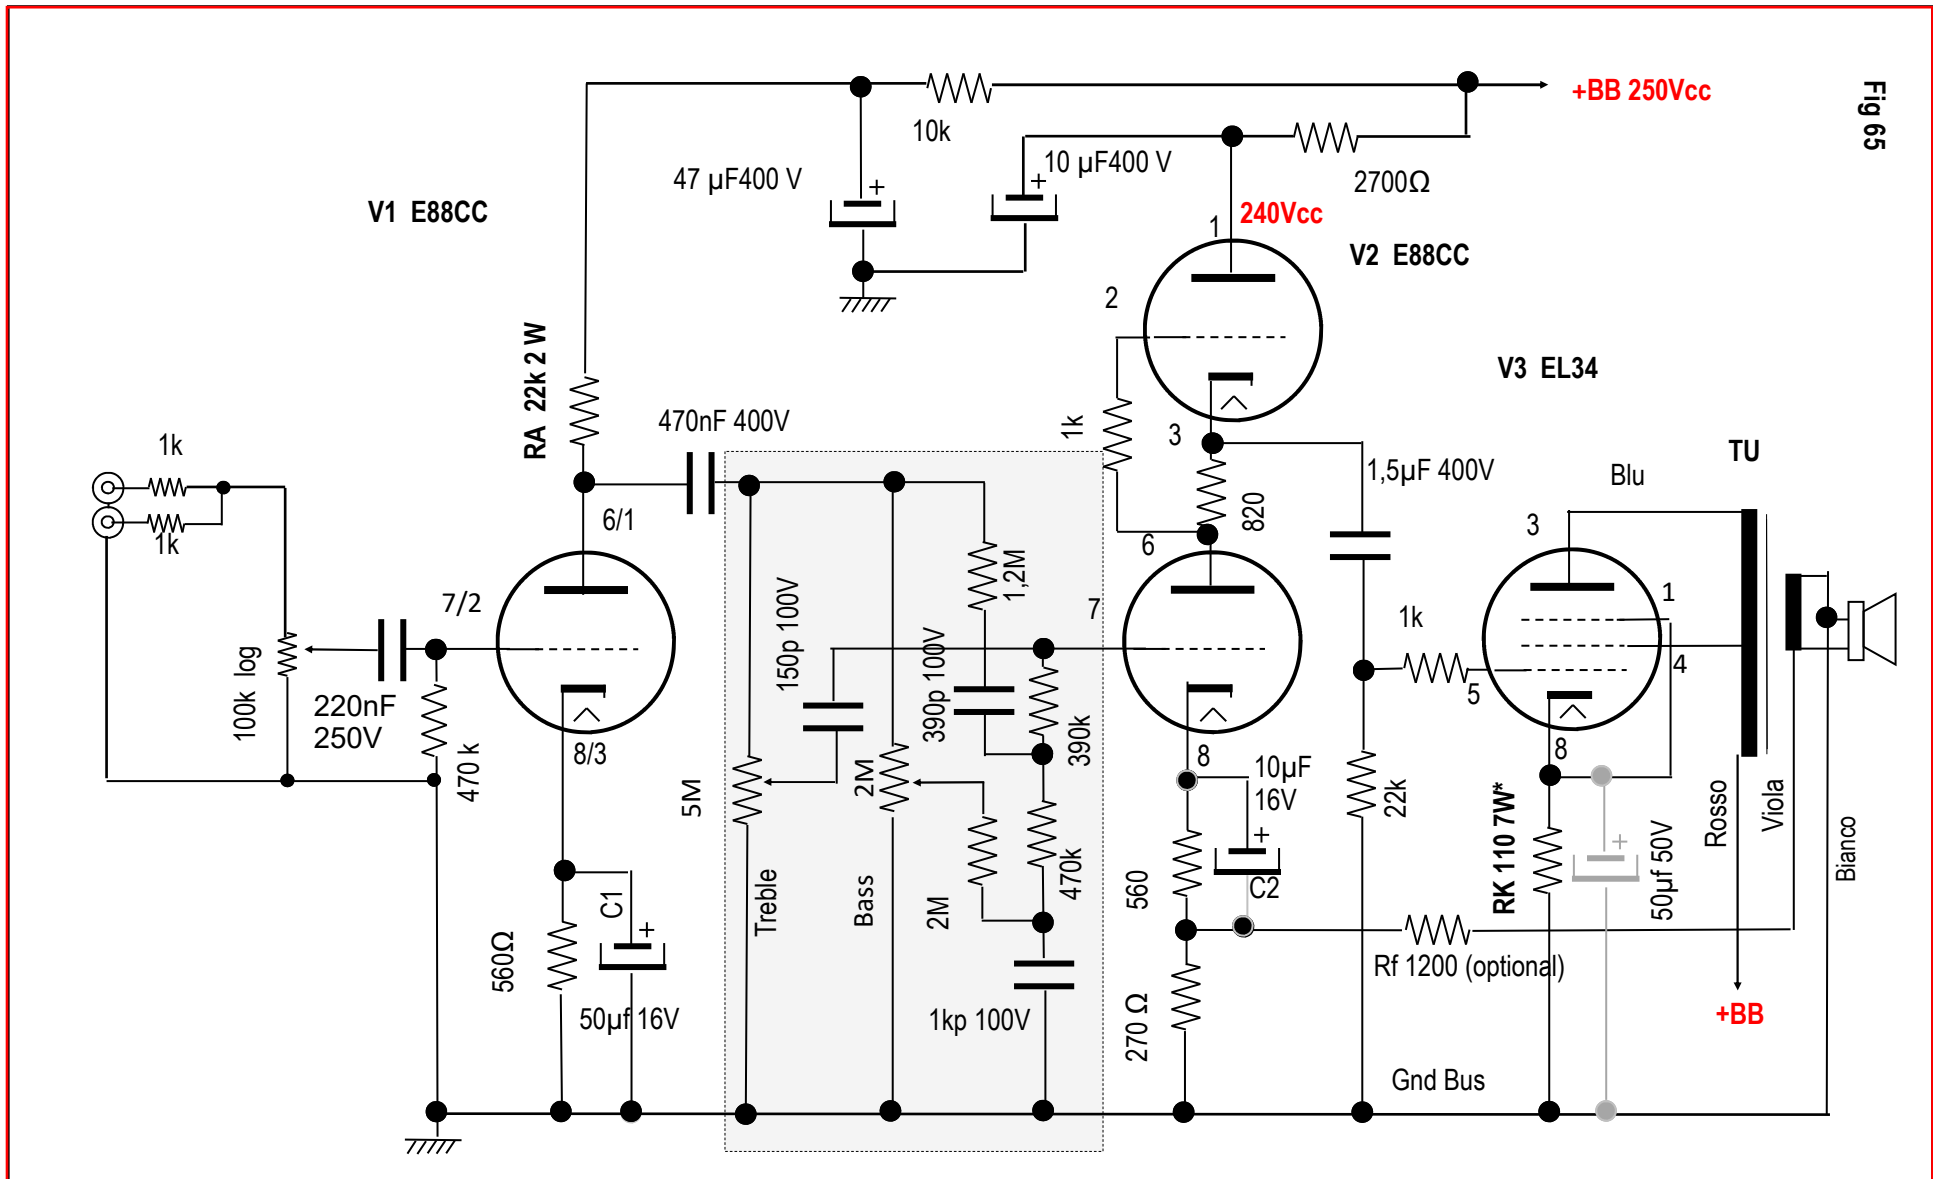 +BB 250Vcc
Fig 65
10k
47 µF400 V
10 µF400 V
2700Ω
V1 E88CC
240Vcc
1
V2 E88CC
2
RA 22k 2 W
V3 EL34
470nF 400V
1k
3
1k
1,5µF 400V
TU
Blu
820
6/1
6
3
1k
1,2M
7/2
150p 100V
7
1k
1
390p 100V
4
5
100k log
220nF
250V
390k
470 k
8/3
8
10µF
16V
8
5M
2M
22k
Rosso
Viola
Bianco
RK 110 7W*
50µf 50V
C1
Treble
Bass
2M
470k
560
C2
560Ω
Rf 1200 (optional)
50µf 16V
1kp 100V
270 Ω
+BB
Gnd Bus